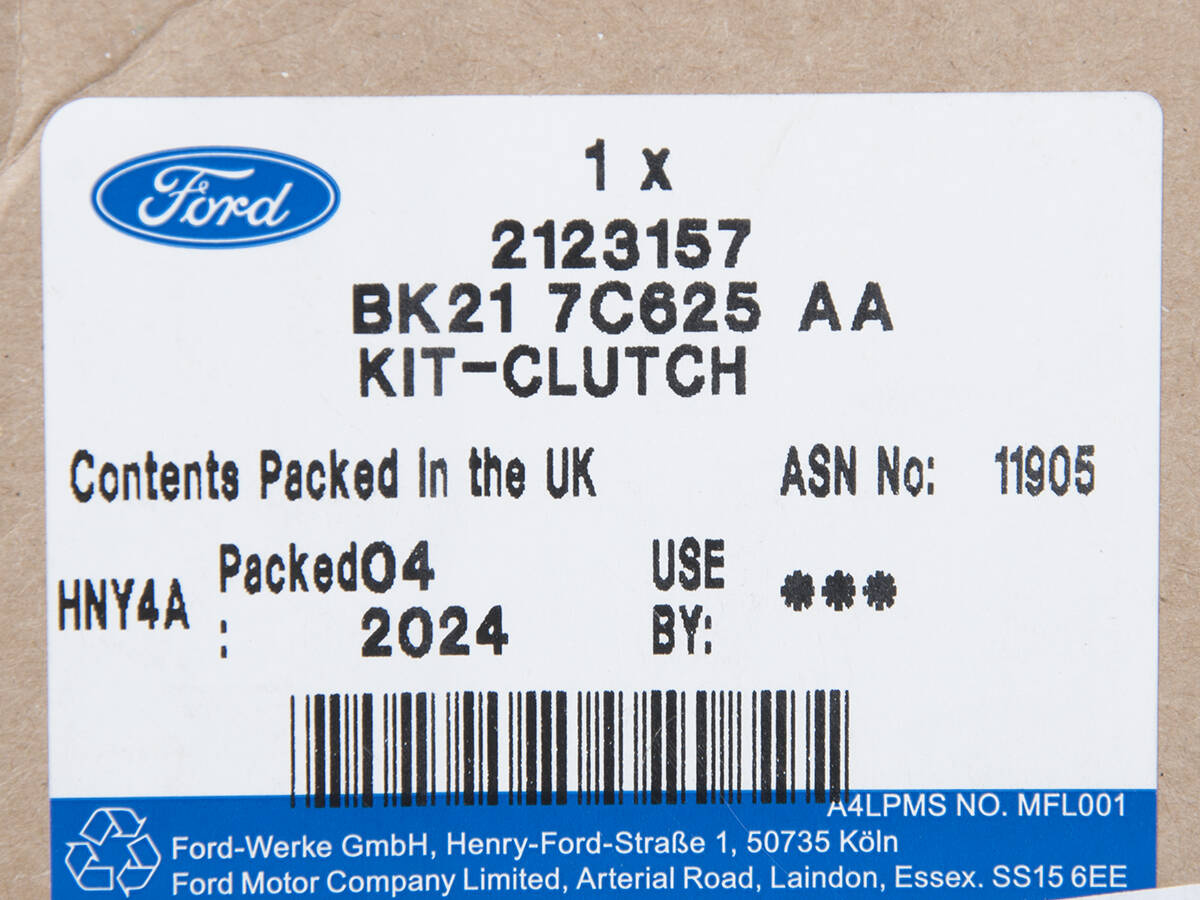 Ford
1 x
2123157
BK21 7C625 AA
KIT-CLUTCH
Contents Packed In the UK ASN No: 11905
HNY4A Packed04 USE ***
: 2024 BY:
A4LPMS NO. MFL001
Ford-Werke GmbH, Henry-Ford-Straße 1, 50735 Köln
Ford Motor Company Limited, Arterial Road, Laindon, Essex. SS15 6EE